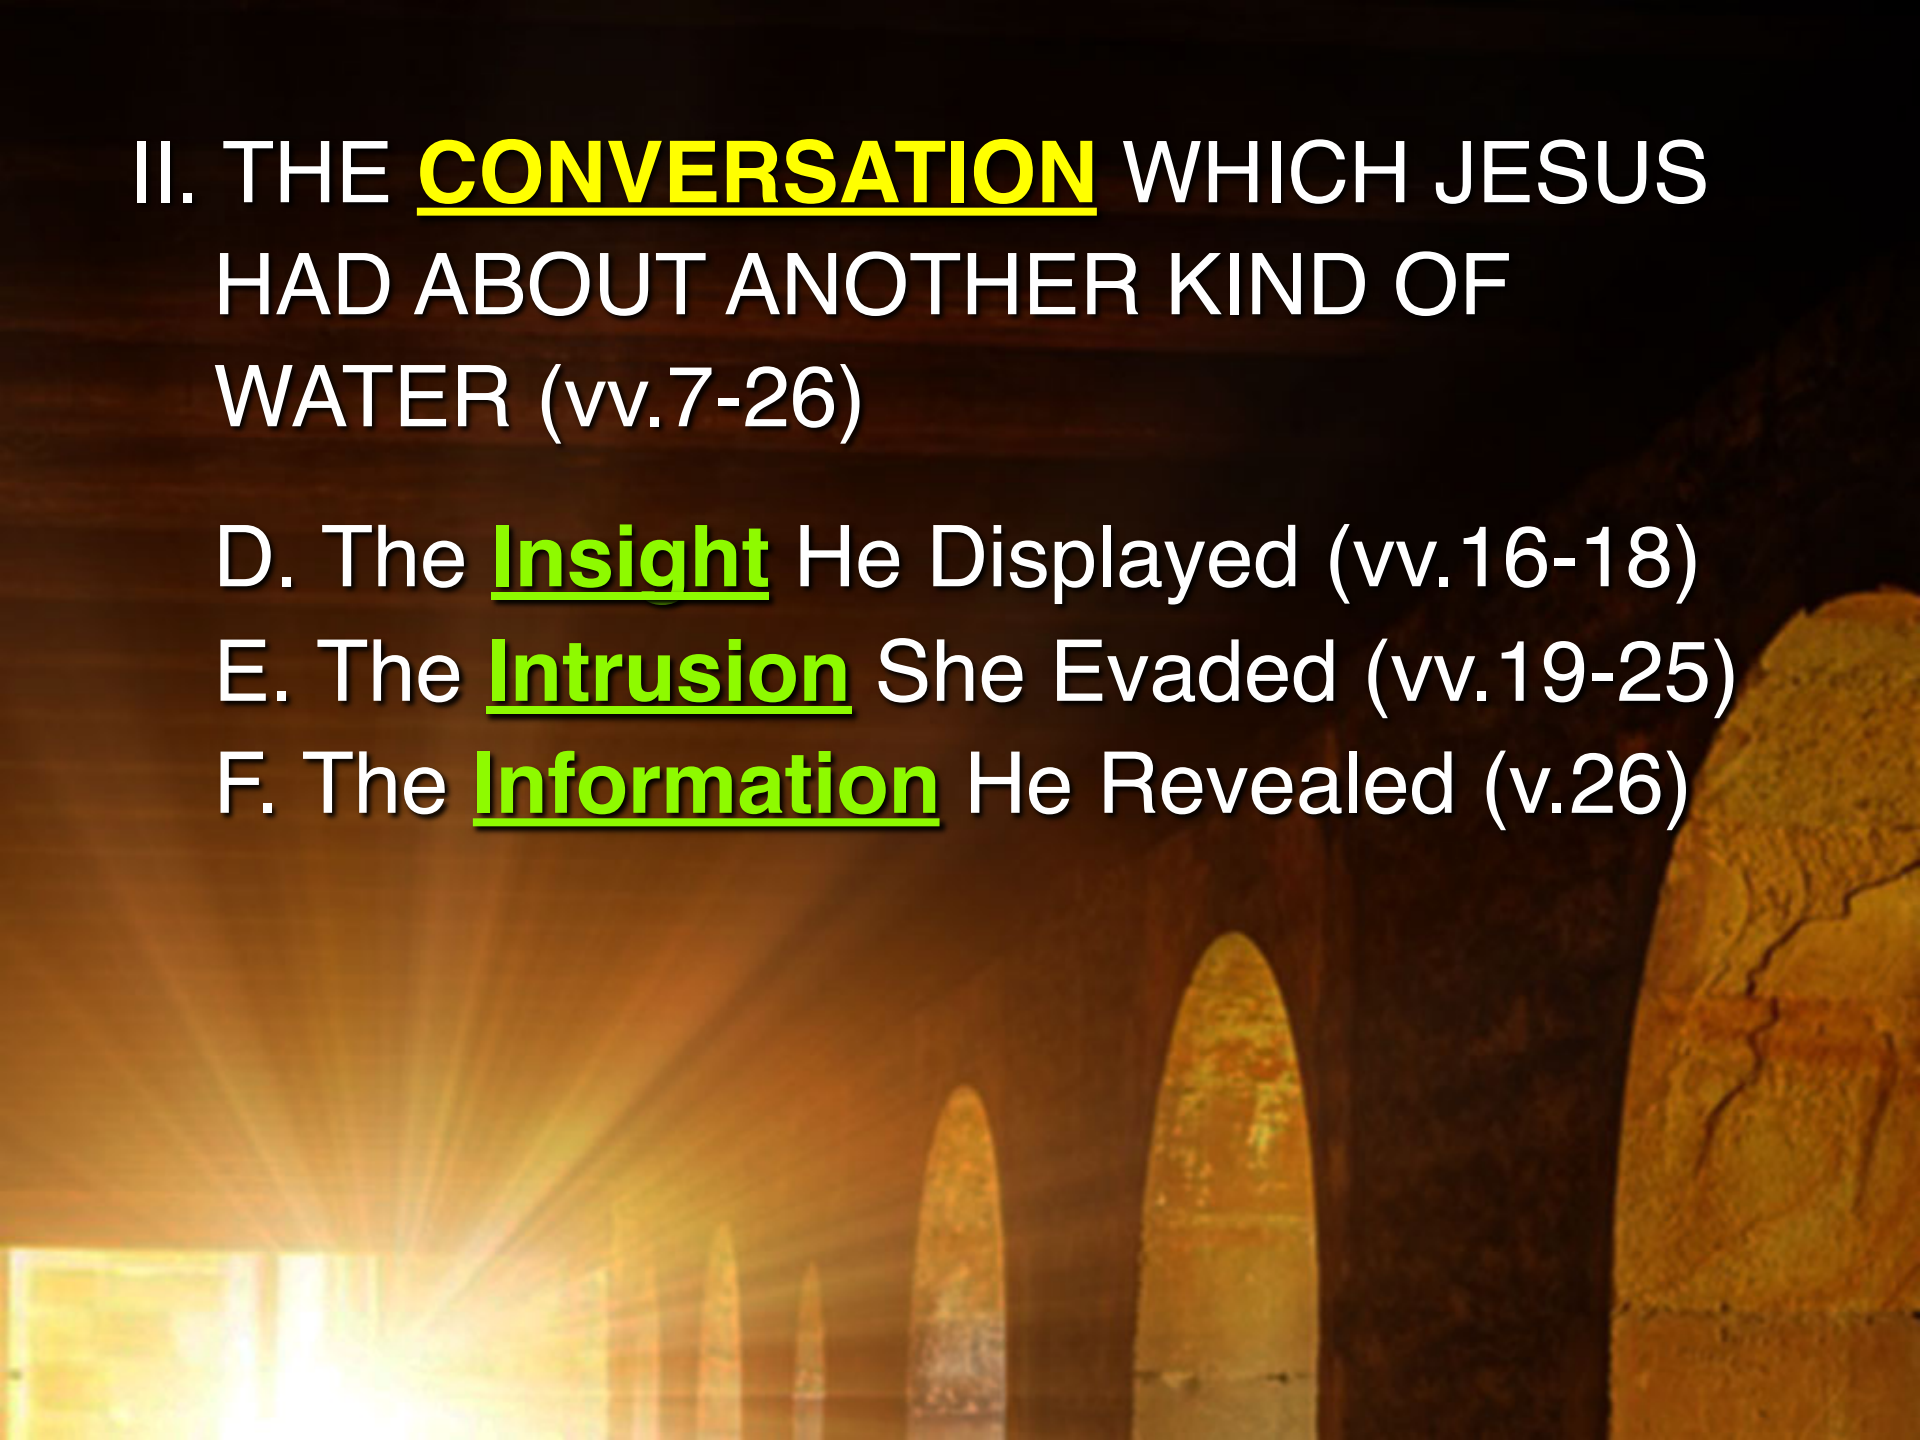 II. THE CONVERSATION WHICH JESUS
HAD ABOUT ANOTHER KIND OF
WATER (vv.7-26)
D. The Insight He Displayed (vv.16-18)
E. The Intrusion She Evaded (vv.19-25)
F. The Information He Revealed (v.26)